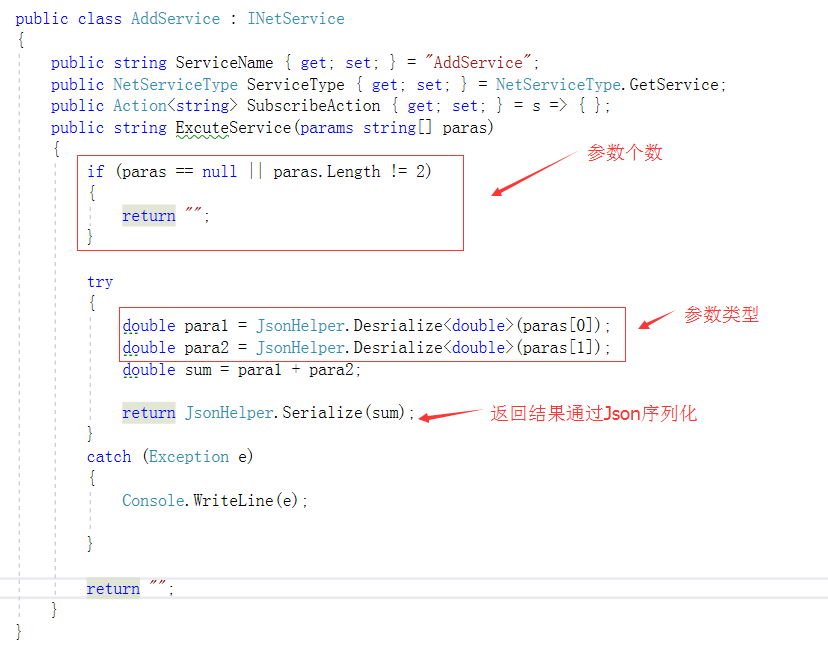 public class AddService : INetService
{
public string ServiceName { get; set; } = "AddService";
public NetServiceType ServiceType { get; set; } = NetServiceType.GetService;
public Action<string> SubscribeAction { get; set; } = s => { };
public string ExcuteService(params string[] paras)
{
参数个数
if (paras == null || paras.Length != 2)
{
return "";
}
try
{
参数类型
double para1 = JsonHelper.Desrialize<double>(paras[0]);
double para2 = JsonHelper.Desrialize<double>(paras[1]);
double sum = para1 + para2;
return JsonHelper.Serialize(sum);
返回结果通过Json序列化
}
catch (Exception e)
{
Console.WriteLine(e);
}
return "";
}
}